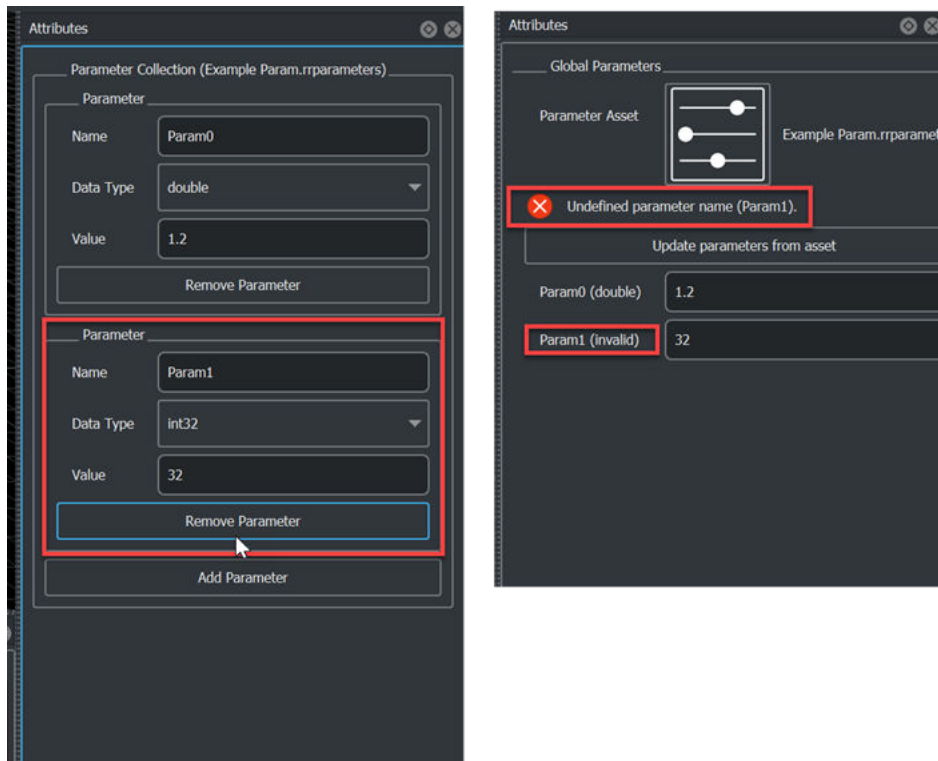 Attributes
Parameter Collection (Example Param.rrparameters)
Parameter
Name Param0
Data Type double
Value 1.2
Remove Parameter
Parameter
Name Param1
Data Type int32
Value 32
Remove Parameter
Add Parameter
Attributes
Global Parameters
Parameter Asset Example Param.rrparamet
Undefined parameter name (Param1).
Update parameters from asset
Param0 (double) 1.2
Param1 (invalid) 32